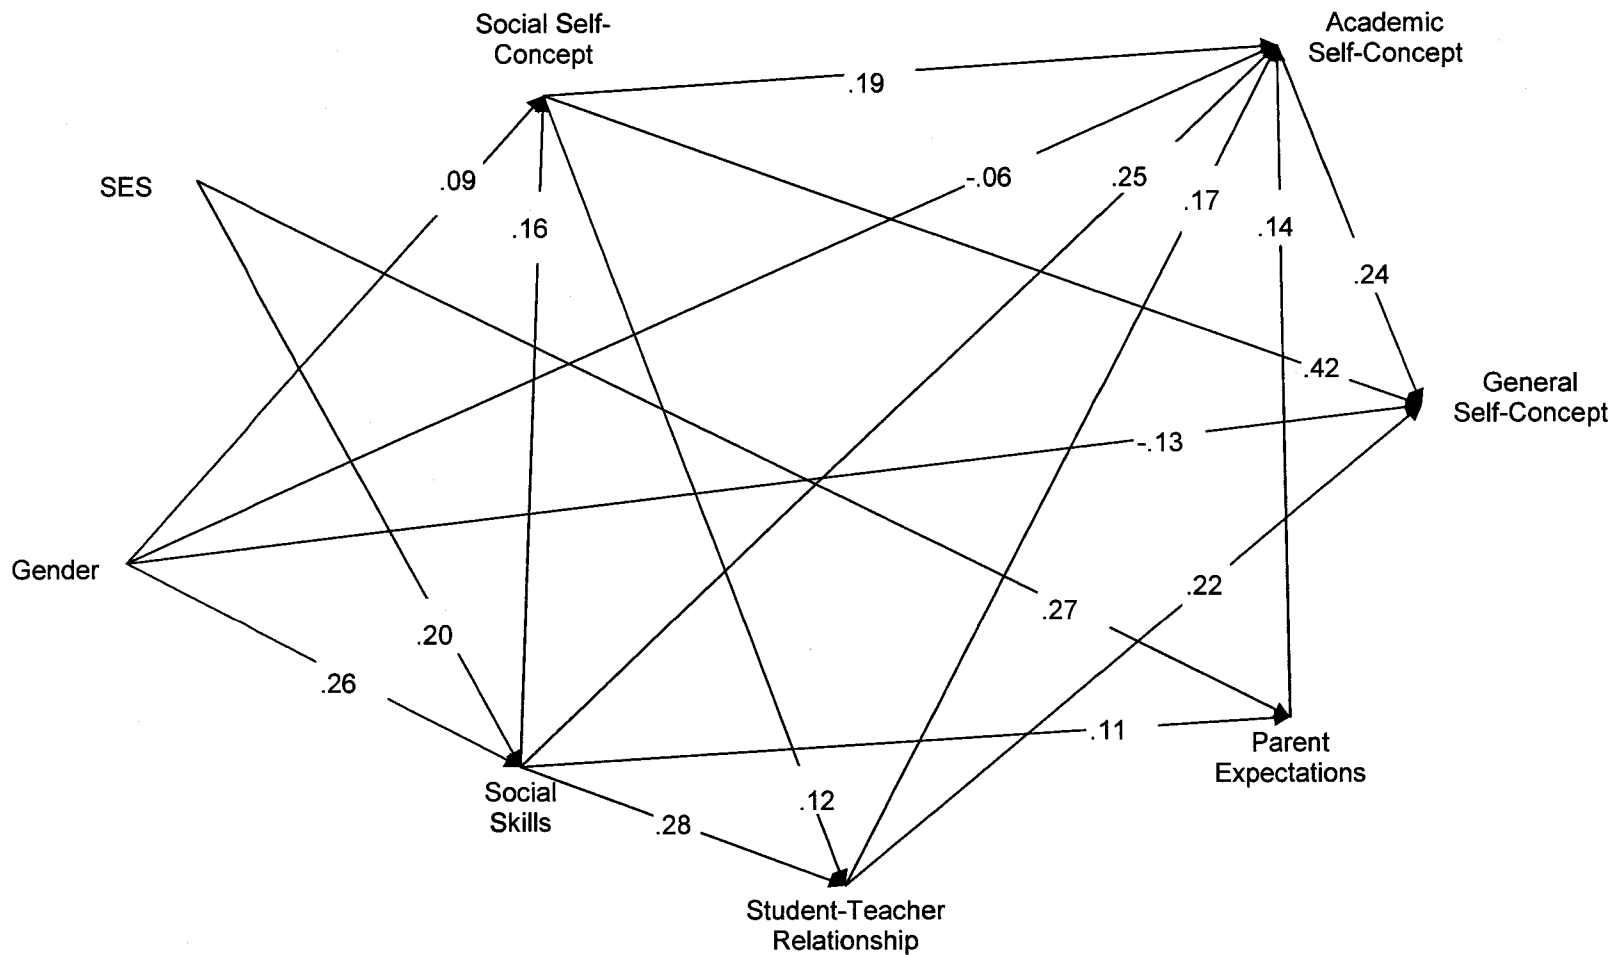 Social Self-
Concept
Academic
Self-Concept
.19
SES
.09
-.06
.25
.17
.16
.14
.24
.42
General
Self-Concept
-.13
Gender
.22
.27
.20
.26
.11
Parent
Expectations
Social
Skills
.12
.28
Student-Teacher
Relationship